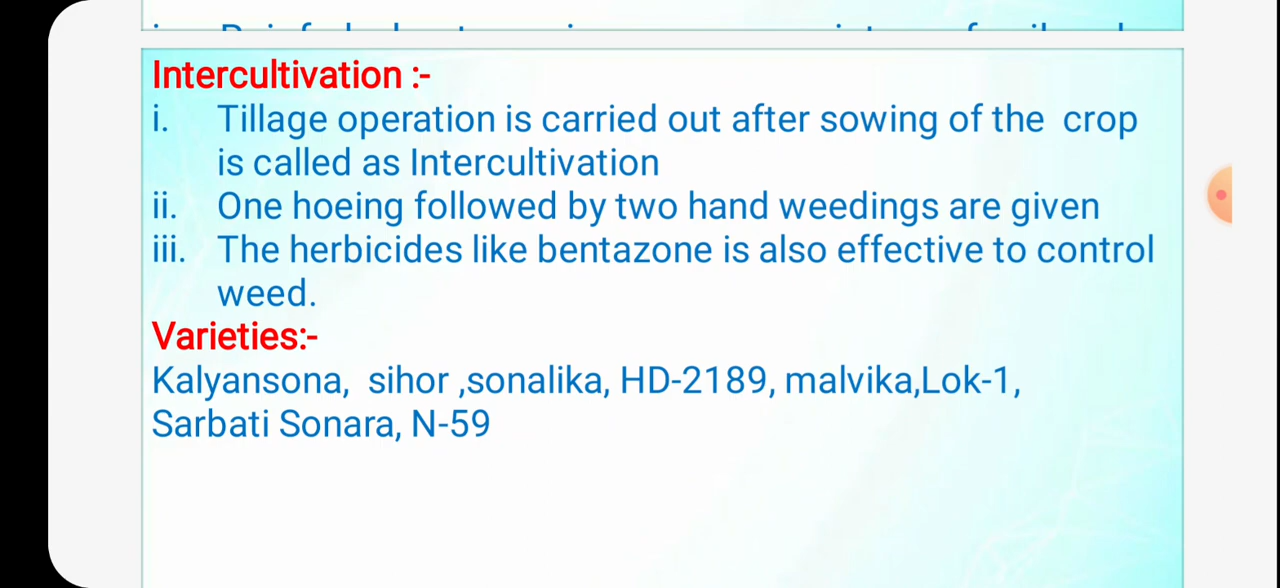 Intercultivation :-
i. Tillage operation is carried out after sowing of the crop
is called as Intercultivation
ii. One hoeing followed by two hand weedings are given
iii. The herbicides like bentazone is also effective to control
weed.
Varieties:-
Kalyansona, sihor ,sonalika, HD-2189, malvika,Lok-1,
Sarbati Sonara, N-59